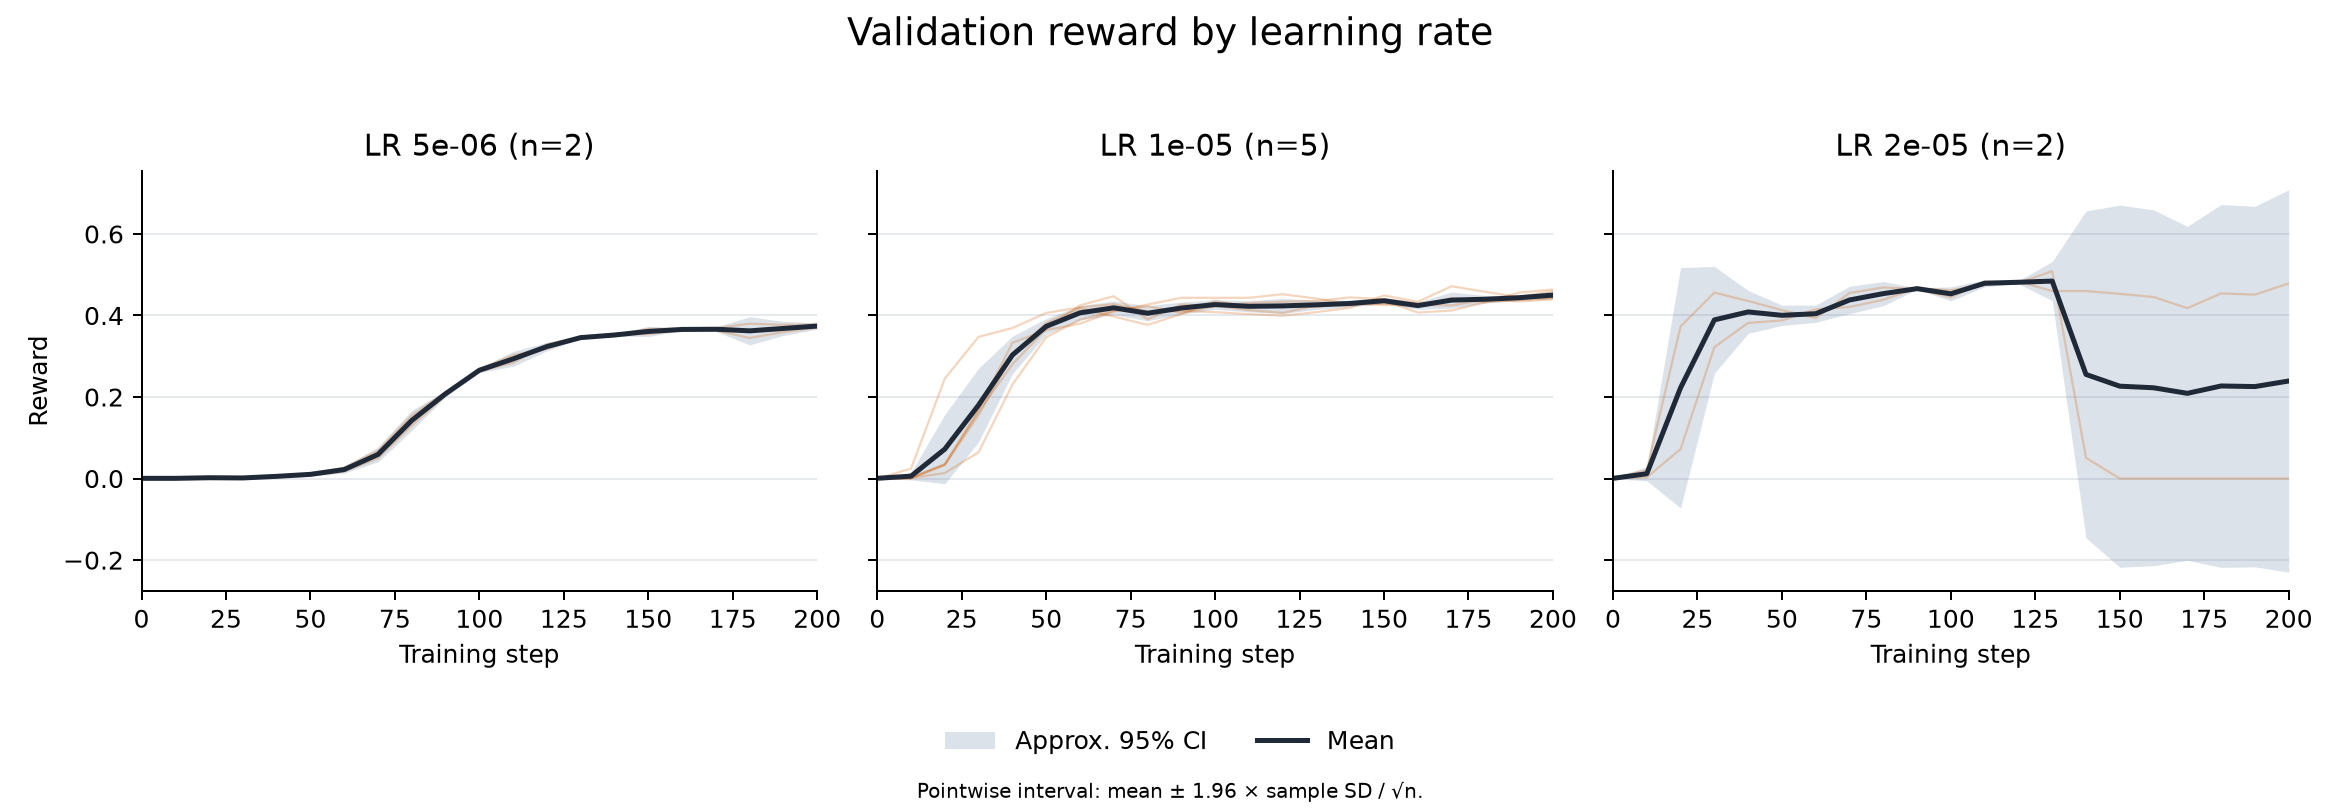 Validation reward by learning rate
LR 5e-06 (n=2)
LR 1e-05 (n=5)
LR 2e-05 (n=2)
Reward
0.6
0.4
0.2
0.0
−0.2
0 25 50 75 100 125 150 175 200
0 25 50 75 100 125 150 175 200
0 25 50 75 100 125 150 175 200
Training step
Training step
Training step
Approx. 95% CI
Mean
Pointwise interval: mean ± 1.96 × sample SD / √n.